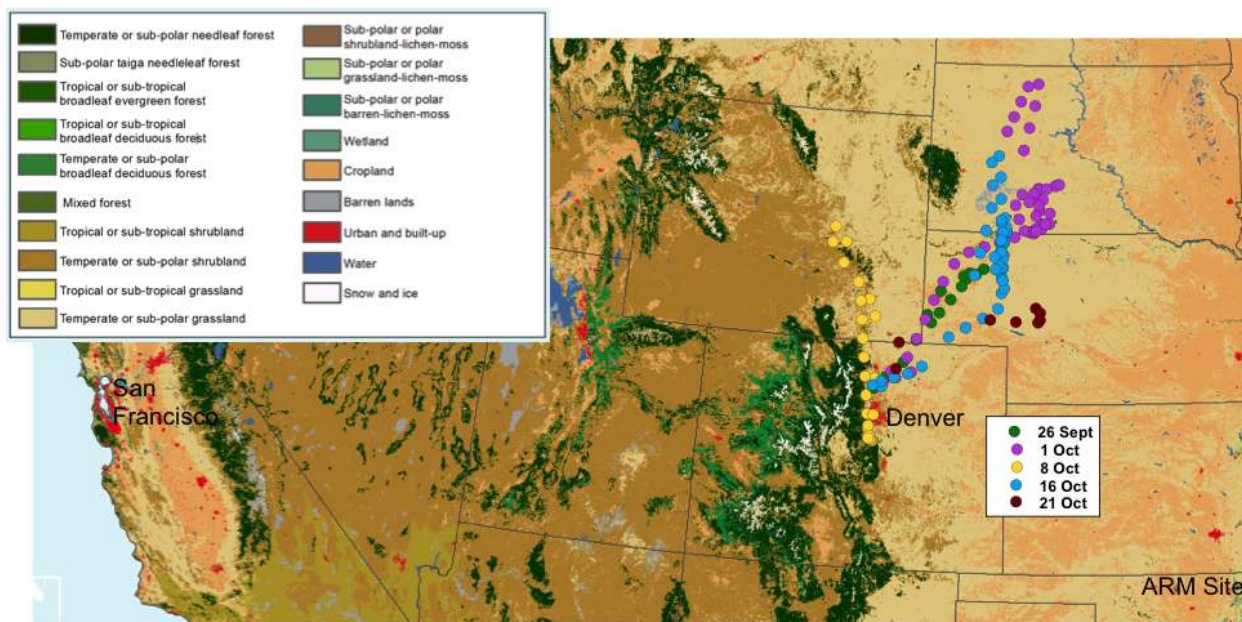 Temperate or sub-polar needleaf forest
Sub-polar taiga needleleaf forest
Tropical or sub-tropical
broadleaf evergreen forest
Tropical or sub-tropical
broadleaf deciduous forest
Temperate or sub-polar
broadleaf deciduous forest
Mixed forest
Tropical or sub-tropical shrubland
Temperate or sub-polar shrubland
Tropical or sub-tropical grassland
Temperate or sub-polar grassland
Sub-polar or polar
shrubland-lichen-moss
Sub-polar or polar
grassland-lichen-moss
Sub-polar or polar
barren-lichen-moss
Wetland
Cropland
Barren lands
Urban and built-up
Water
Snow and ice
San
Francisco
Denver
26 Sept
1 Oct
8 Oct
16 Oct
21 Oct
ARM Site